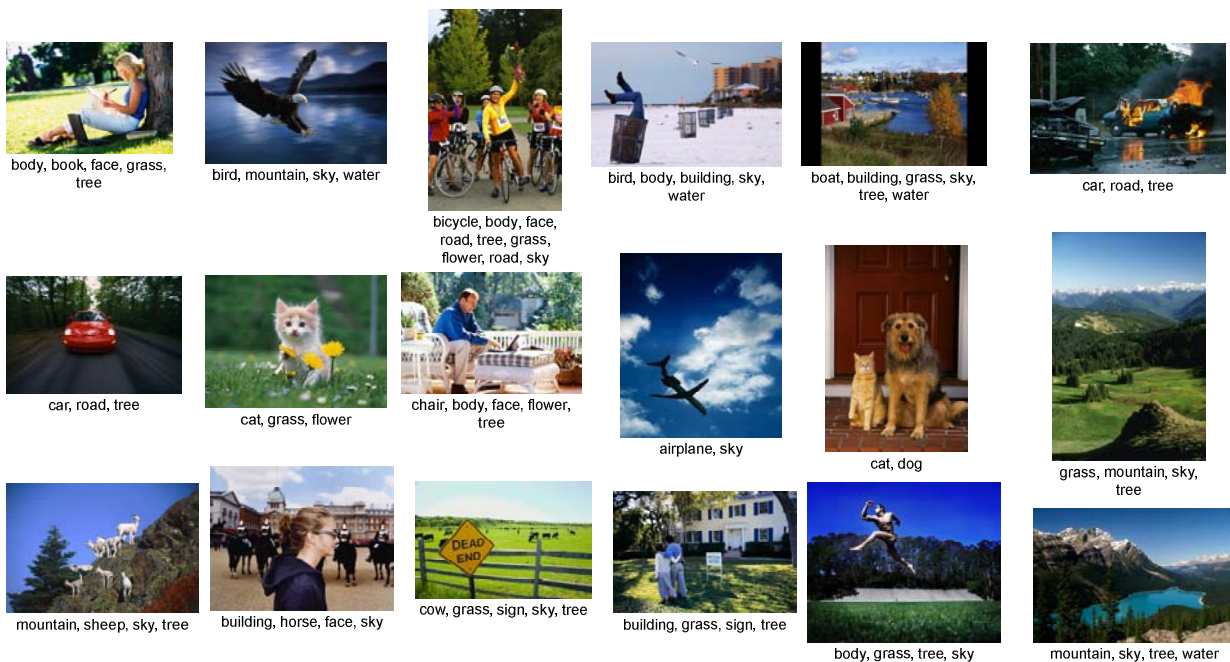 body, book, face, grass,
tree
bird, mountain, sky, water
bicycle, body, face,
road, tree, grass,
flower, road, sky
bird, body, building, sky,
water
boat, building, grass, sky,
tree, water
car, road, tree
car, road, tree
cat, grass, flower
chair, body, face, flower,
tree
airplane, sky
cat, dog
grass, mountain, sky,
tree
mountain, sheep, sky, tree
building, horse, face, sky
DEAD
END
cow, grass, sign, sky, tree
building, grass, sign, tree
body, grass, tree, sky
mountain, sky, tree, water